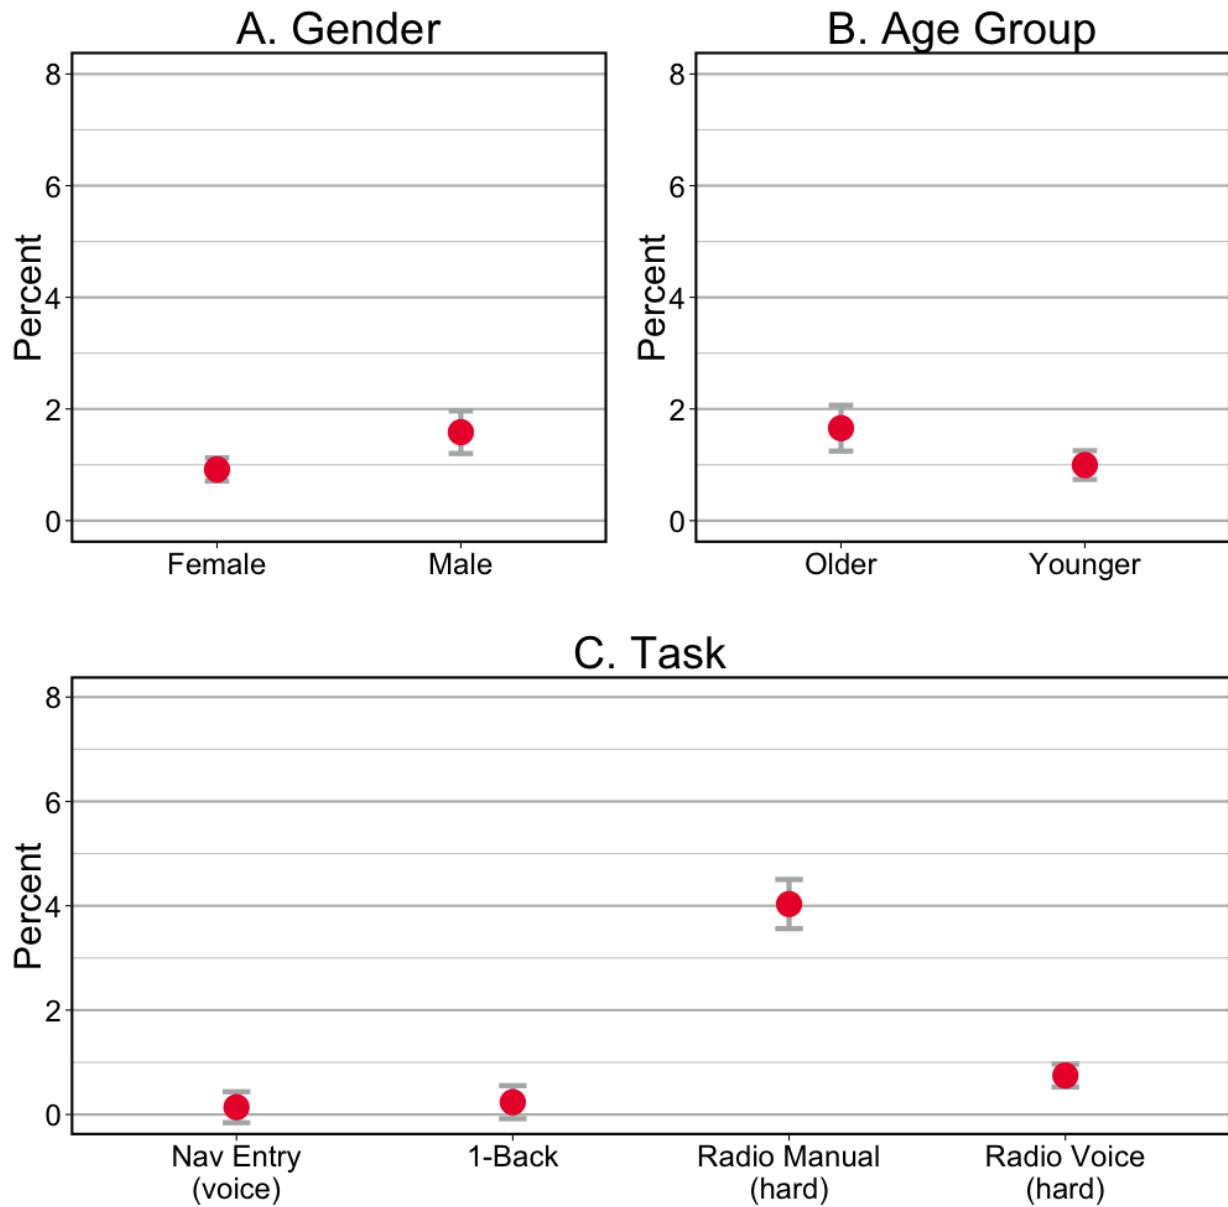 A. Gender
B. Age Group
8
6
4
2
0
Percent
Female
Male
8
6
4
2
0
Percent
Older
Younger
C. Task
8
6
4
2
0
Percent
Nav Entry
(voice)
1-Back
Radio Manual
(hard)
Radio Voice
(hard)